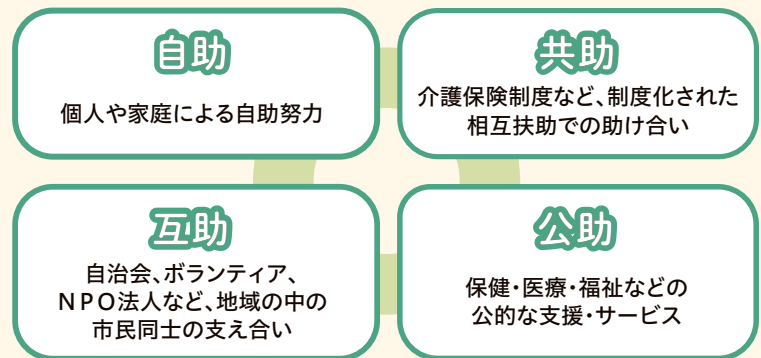 自助
個人や家庭による自助努力
共助
介護保険制度など、制度化された
相互扶助での助け合い
互助
自治会、ボランティア、
NPO法人など、地域の中の
市民同士の支え合い
公助
保健・医療・福祉などの
公的な支援・サービス